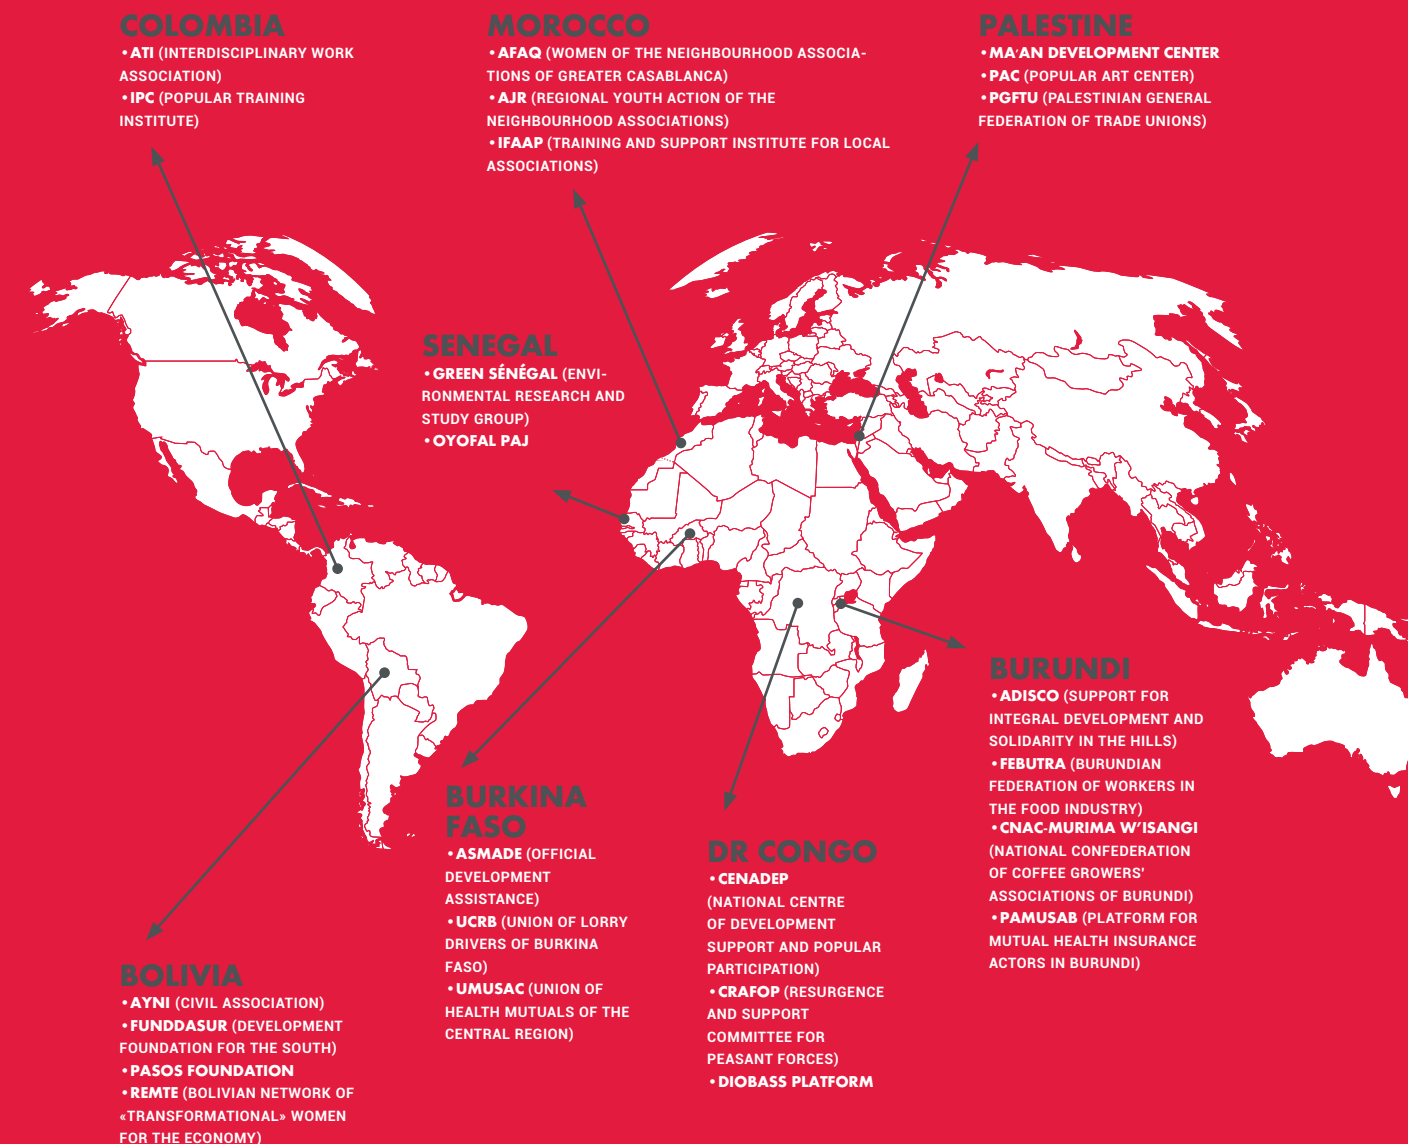 COLOMBIA
•ATI (INTERDISCIPLINARY WORK
ASSOCIATION)
•IPC (POPULAR TRAINING
INSTITUTE)
MOROCCO
•AFAQ (WOMEN OF THE NEIGHBOURHOOD ASSOCIA-
TIONS OF GREATER CASABLANCA)
•AJR (REGIONAL YOUTH ACTION OF THE
NEIGHBOURHOOD ASSOCIATIONS)
•IFAAP (TRAINING AND SUPPORT INSTITUTE FOR LOCAL
ASSOCIATIONS)
PALESTINE
•MA'AN DEVELOPMENT CENTER
•PAC (POPULAR ART CENTER)
•PGFTU (PALESTINIAN GENERAL
FEDERATION OF TRADE UNIONS)
SENEGAL
•GREEN SÉNÉGAL (ENVI-
RONMENTAL RESEARCH AND
STUDY GROUP)
•OYOFAL PAJ
BURUNDI
•ADISCO (SUPPORT FOR
INTEGRAL DEVELOPMENT AND
SOLIDARITY IN THE HILLS)
•FEBUTRA (BURUNDIAN
FEDERATION OF WORKERS IN
THE FOOD INDUSTRY)
•CNAC-MURIMA W'ISANGI
(NATIONAL CONFEDERATION
OF COFFEE GROWERS'
ASSOCIATIONS OF BURUNDI)
•PAMUSAB (PLATFORM FOR
MUTUAL HEALTH INSURANCE
ACTORS IN BURUNDI)
BURKINA
FASO
•ASMADE (OFFICIAL
DEVELOPMENT
ASSISTANCE)
•UCRB (UNION OF LORRY
DRIVERS OF BURKINA
FASO)
•UMUSAC (UNION OF
HEALTH MUTUALS OF THE
CENTRAL REGION)
DR CONGO
•CENADEP
(NATIONAL CENTRE
OF DEVELOPMENT
SUPPORT AND POPULAR
PARTICIPATION)
•CRAFOP (RESURGENCE
AND SUPPORT
COMMITTEE FOR
PEASANT FORCES)
•DIOBASS PLATFORM
BOLIVIA
•AYNI (CIVIL ASSOCIATION)
•FUNDDASUR (DEVELOPMENT
FOUNDATION FOR THE SOUTH)
•PASOS FOUNDATION
•REMTE (BOLIVIAN NETWORK OF
«TRANSFORMATIONAL» WOMEN
FOR THE ECONOMY)